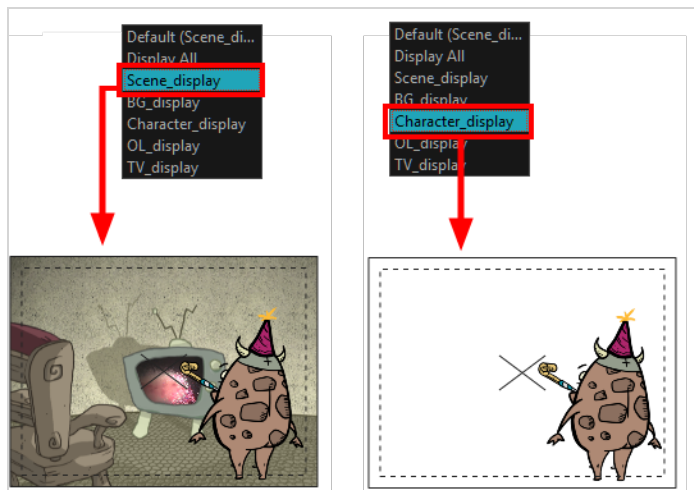 Default (Scene_di...
Display All
Scene_display
BG_display
Character_display
OL_display
TV_display
Default (Scene_di...
Display All
Scene_display
BG_display
Character_display
OL_display
TV_display